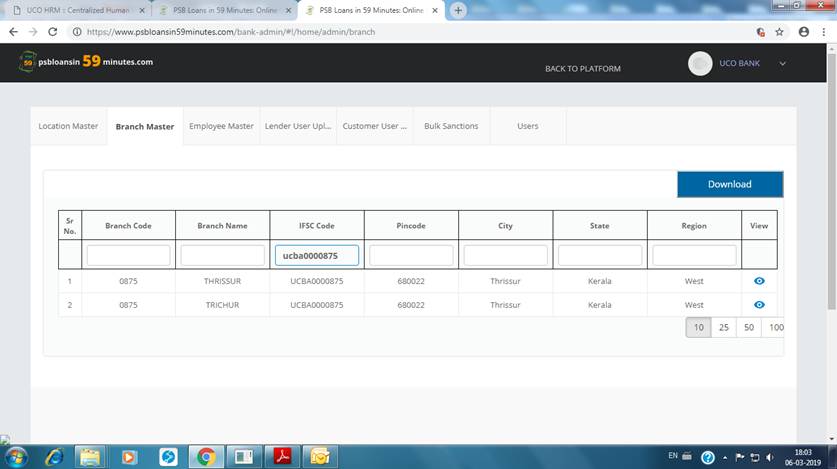 UCO HRM :: Centralized Human
PSB Loans in 59 Minutes: Online
PSB Loans in 59 Minutes: Online
https://www.psbloansin59minutes.com/bank-admin/#!/home/admin/branch
59 psbloansin 59 minutes.com
BACK TO PLATFORM
UCO BANK
Location Master Branch Master Employee Master Lender User Upl... Customer User ... Bulk Sanctions Users
Download
Sr No. Branch Code Branch Name IFSC Code Pincode City State Region View
ucba0000875
1 0875 THRISSUR UCBA0000875 680022 Thrissur Kerala West
2 0875 TRICHUR UCBA0000875 680022 Thrissur Kerala West
10 25 50 100
EN
18:03
06-03-2019